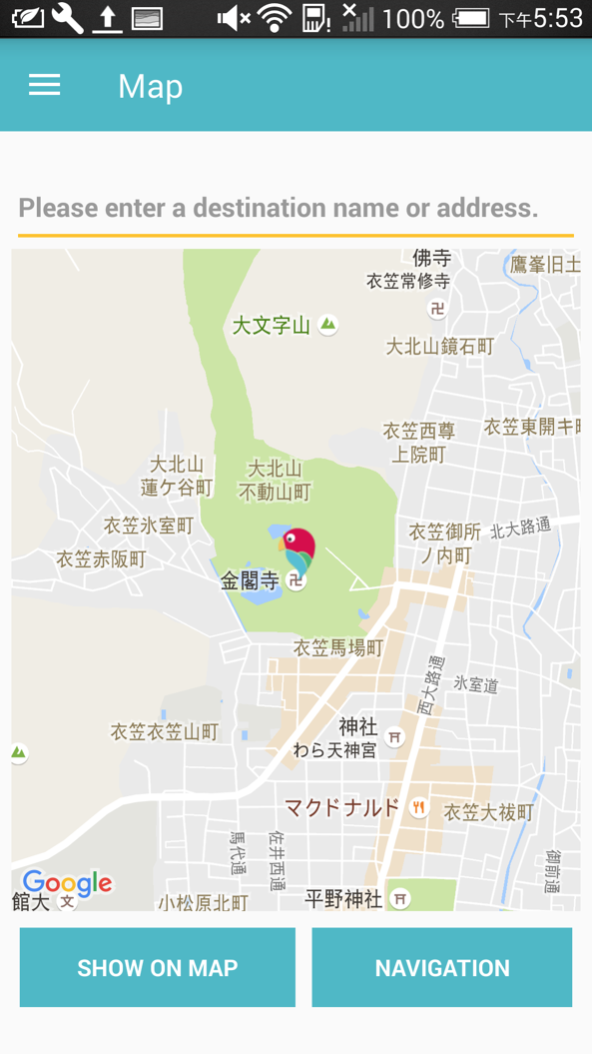 100% 下午5:53
Map
Please enter a destination name or address.
佛寺
衣笠常修寺
鷹峯旧土
大文字山
大北山鏡石町
衣笠西尊
上院町
衣笠東開キ町
大北山
蓮ケ谷町
大北山
不動山町
衣笠氷室町
衣笠御所
ノ内町
北大路通
衣笠赤阪町
金閣寺
衣笠馬場町
西大路通
氷室道
衣笠衣笠山町
神社
わら天神宮
マクドナルド
衣笠大祓町
馬代通
佐井西通
御前通
Google
館大
小松原北町
平野神社
SHOW ON MAP
NAVIGATION